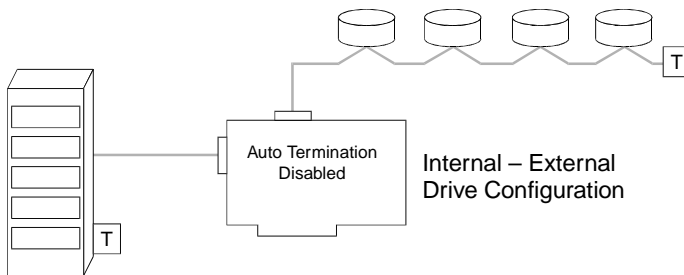 T
Auto Termination
Disabled
Internal – External
Drive Configuration
T